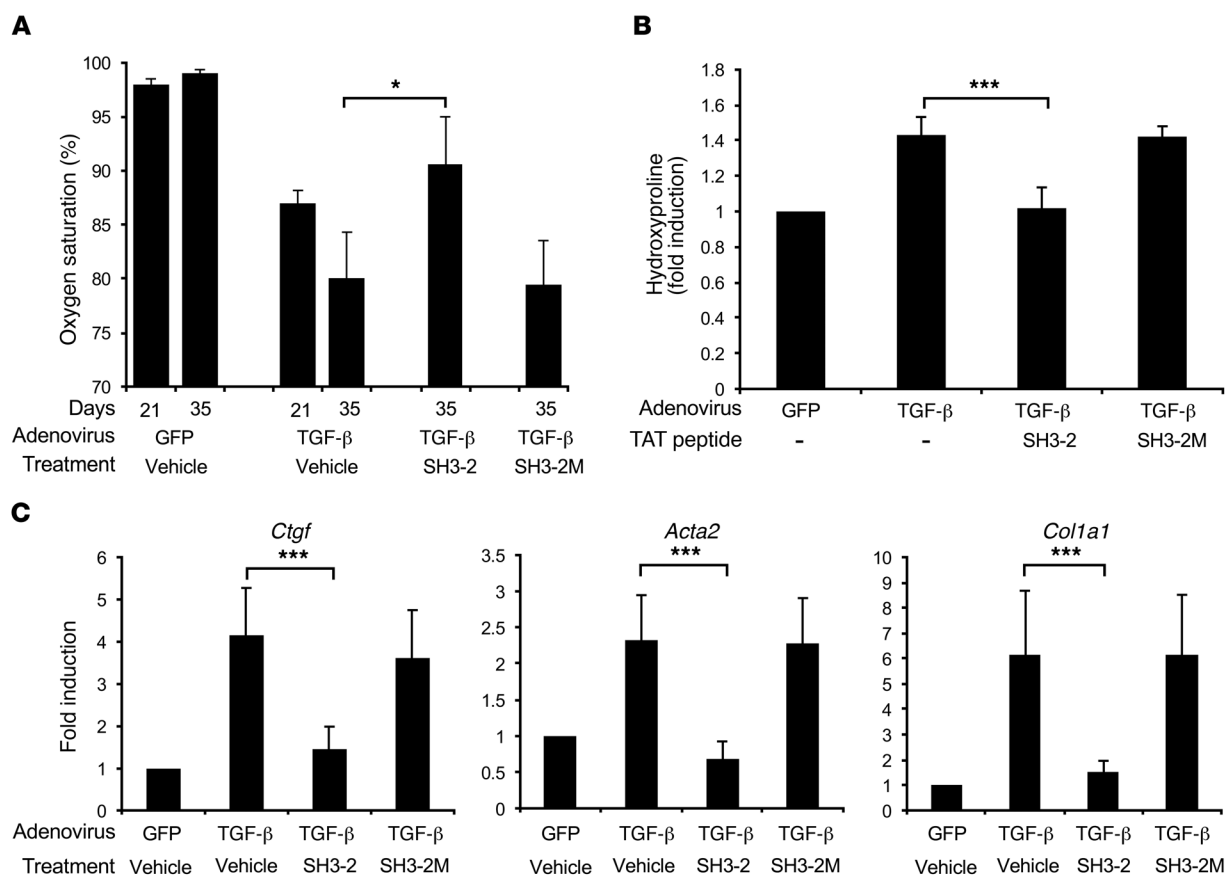 A
100
95
90
85
80
75
70
Oxygen saturation (%)
*
Days 21 35 21 35 35 35
Adenovirus GFP TGF-β TGF-β TGF-β
Treatment Vehicle Vehicle SH3-2 SH3-2M
B
1.8
1.6
1.4
1.2
1
0.8
0.6
0.4
0.2
0
Hydroxyproline
(fold induction)
***
Adenovirus GFP TGF-β TGF-β TGF-β
TAT peptide - - SH3-2 SH3-2M
C
Ctgf
***
6
5
4
3
2
1
0
Fold induction
Adenovirus GFP TGF-β TGF-β TGF-β
Treatment Vehicle Vehicle SH3-2 SH3-2M
Acta2
***
3.5
3
2.5
2
1.5
1
0.5
0
GFP TGF-β TGF-β TGF-β
Vehicle Vehicle SH3-2 SH3-2M
Col1a1
***
10
9
8
7
6
5
4
3
2
1
0
GFP TGF-β TGF-β TGF-β
Vehicle Vehicle SH3-2 SH3-2M